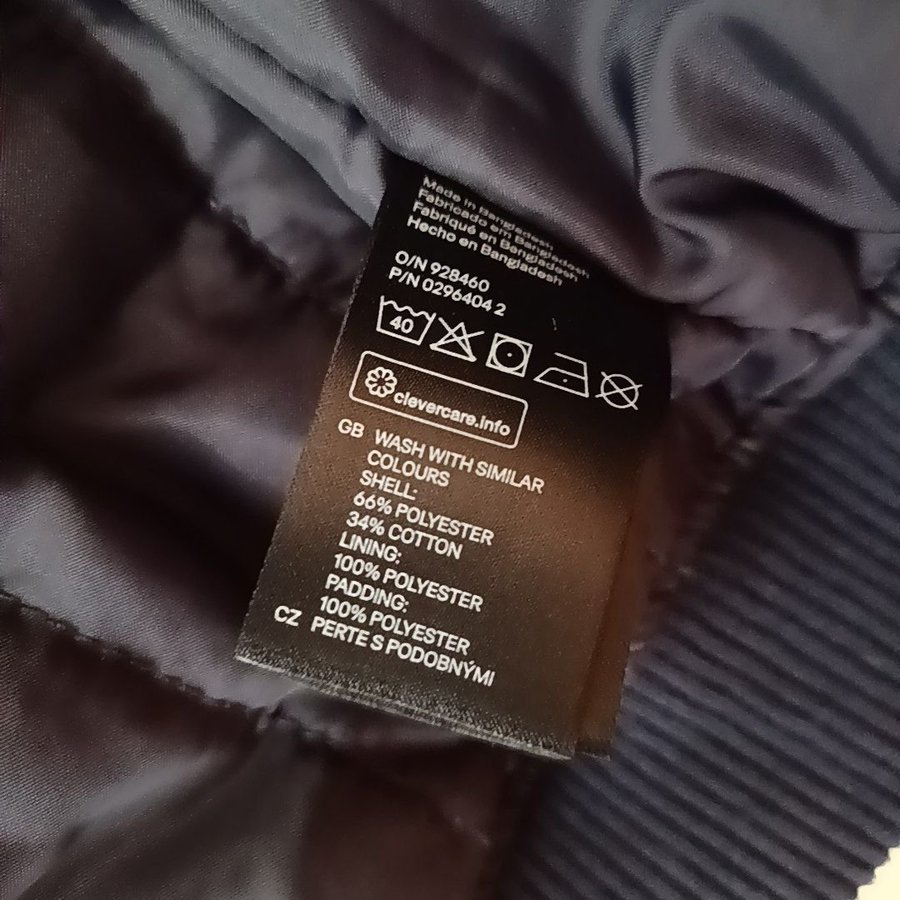 Made in Bangladesh
Fabricado em Bangladesh
Fabriqué en Bangladesh
Hecho en Bangladesh
O/N 928460
P/N 0296404 2
40
clevercare.info
GB WASH WITH SIMILAR
COLOURS
SHELL:
66% POLYESTER
34% COTTON
LINING:
100% POLYESTER
PADDING:
100% POLYESTER
CZ PERTE S PODOBNÝMI